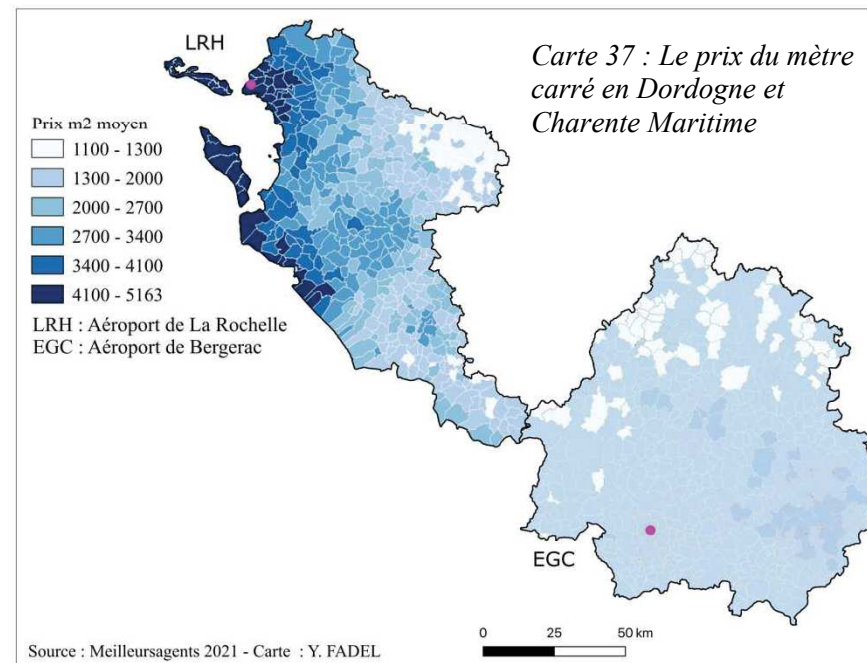 LRH
Carte 37 : Le prix du mètre
carré en Dordogne et
Charente Maritime
Prix m2 moyen
1100 - 1300
1300 - 2000
2000 - 2700
2700 - 3400
3400 - 4100
4100 - 5163
LRH : Aéroport de La Rochelle
EGC : Aéroport de Bergerac
EGC
0 25 50 km
Source : Meilleursagents 2021 - Carte : Y. FADEL